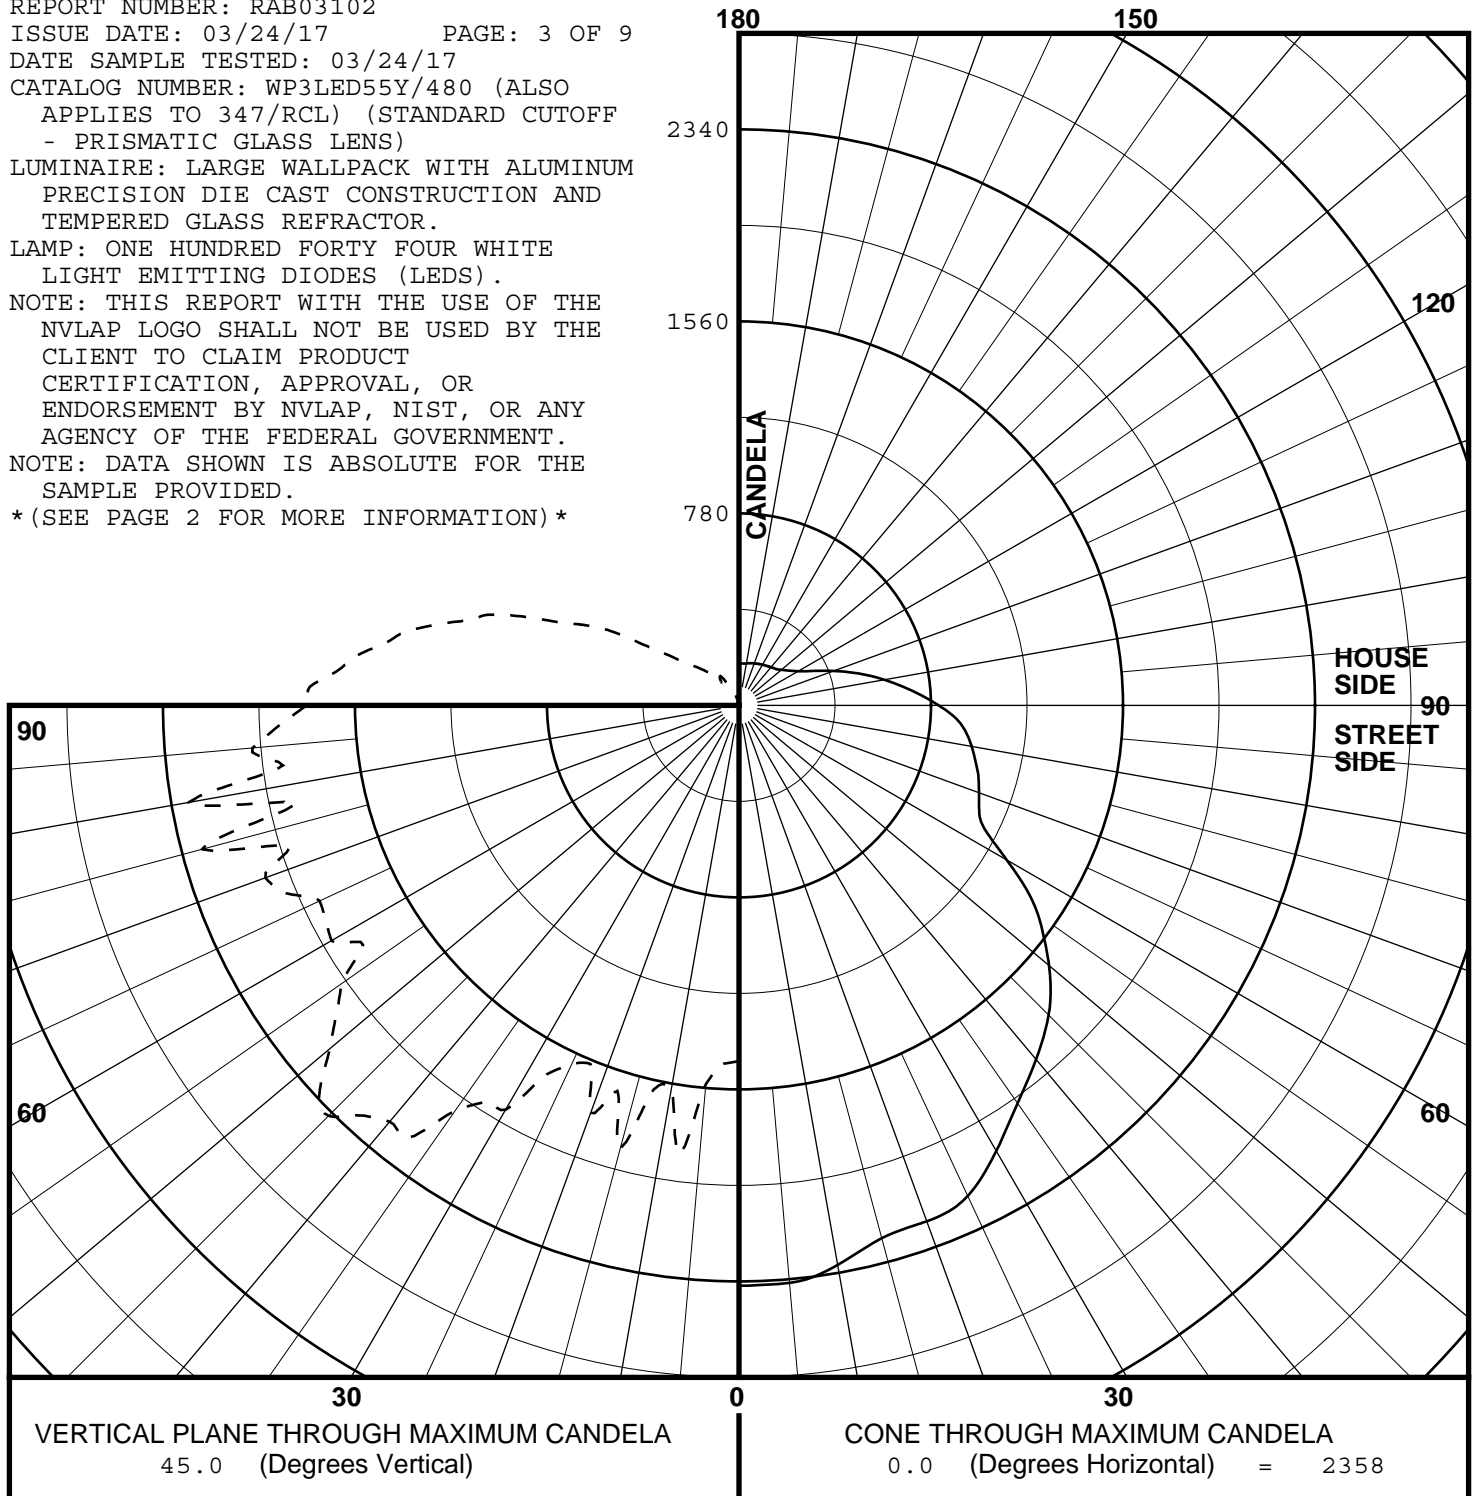 REPORT NUMBER: RAB03102
ISSUE DATE: 03/24/17 PAGE: 3 OF 9
DATE SAMPLE TESTED: 03/24/17
CATALOG NUMBER: WP3LED55Y/480 (ALSO
APPLIES TO 347/RCL) (STANDARD CUTOFF
- PRISMATIC GLASS LENS)
LUMINAIRE: LARGE WALLPACK WITH ALUMINUM
PRECISION DIE CAST CONSTRUCTION AND
TEMPERED GLASS REFRACTOR.
LAMP: ONE HUNDRED FORTY FOUR WHITE
LIGHT EMITTING DIODES (LEDS).
NOTE: THIS REPORT WITH THE USE OF THE
NVLAP LOGO SHALL NOT BE USED BY THE
CLIENT TO CLAIM PRODUCT
CERTIFICATION, APPROVAL, OR
ENDORSEMENT BY NVLAP, NIST, OR ANY
AGENCY OF THE FEDERAL GOVERNMENT.
NOTE: DATA SHOWN IS ABSOLUTE FOR THE
SAMPLE PROVIDED.
*(SEE PAGE 2 FOR MORE INFORMATION)*
180
150
2340
1560
120
780
CANDELA
HOUSE
SIDE
90
90
STREET
SIDE
60
60
30
0
30
VERTICAL PLANE THROUGH MAXIMUM CANDELA
45.0 (Degrees Vertical)
CONE THROUGH MAXIMUM CANDELA
0.0 (Degrees Horizontal) = 2358